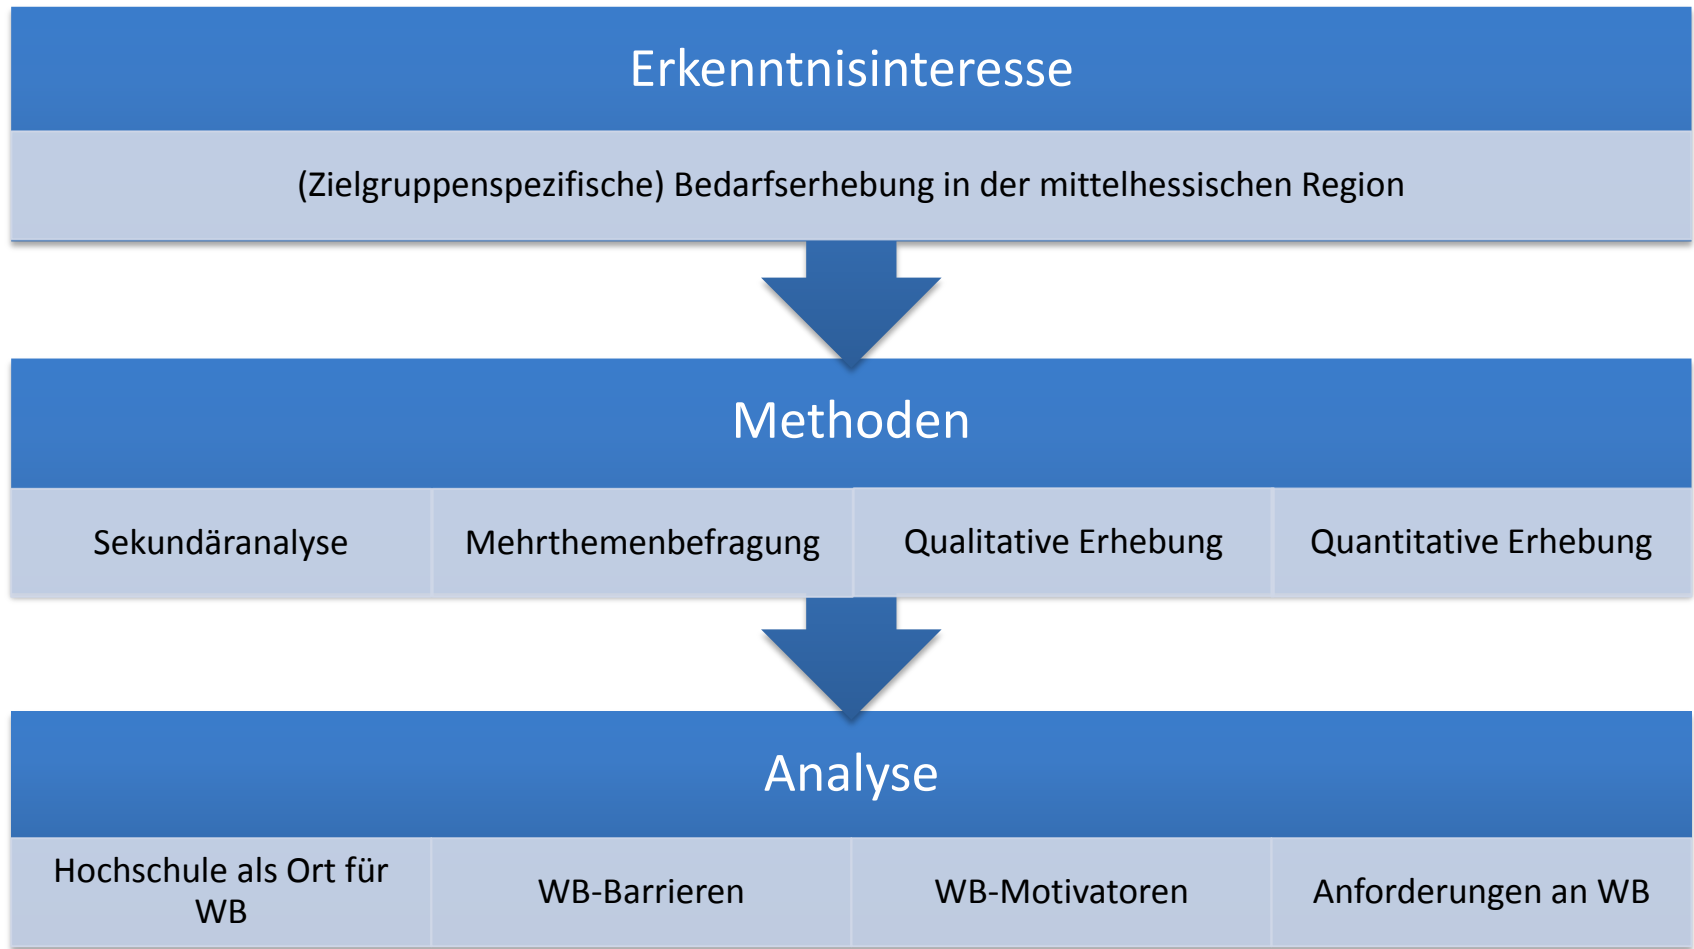 Erkenntnisinteresse
(Zielgruppenspezifische) Bedarfserhebung in der mittelhessischen Region
Methoden
Sekundäranalyse
Mehrthemenbefragung
Qualitative Erhebung
Quantitative Erhebung
Analyse
Hochschule als Ort für
WB
WB-Barrieren
WB-Motivatoren
Anforderungen an WB